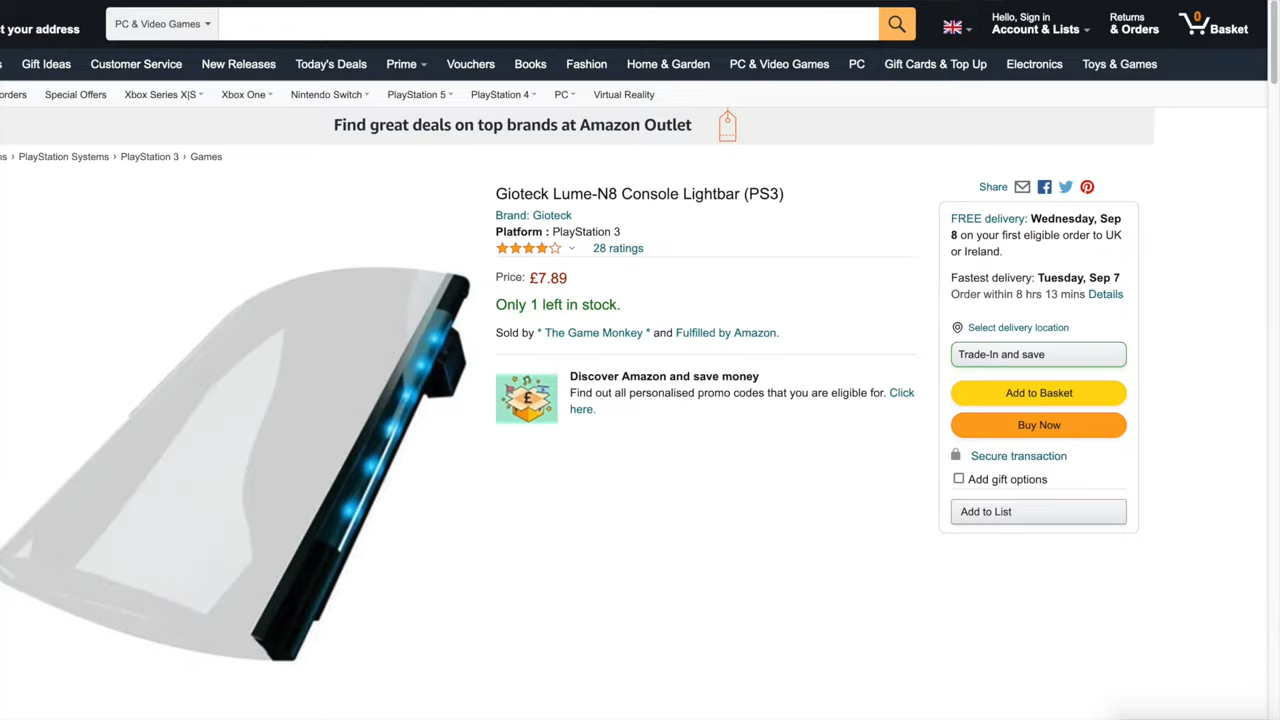 t your address
PC & Video Games
Hello, Sign in
Account & Lists
Returns
& Orders
0
Basket
s
Gift Ideas
Customer Service
New Releases
Today's Deals
Prime
Vouchers
Books
Fashion
Home & Garden
PC & Video Games
PC
Gift Cards & Top Up
Electronics
Toys & Games
orders
Special Offers
Xbox Series X|S
Xbox One
Nintendo Switch
PlayStation 5
PlayStation 4
PC
Virtual Reality
Find great deals on top brands at Amazon Outlet
ns › PlayStation Systems › PlayStation 3 › Games
Gioteck Lume-N8 Console Lightbar (PS3)
Brand: Gioteck
Platform : PlayStation 3
28 ratings
Price: £7.89
Only 1 left in stock.
Sold by * The Game Monkey * and Fulfilled by Amazon.
£
Discover Amazon and save money
Find out all personalised promo codes that you are eligible for. Click
here.
Share
FREE delivery: Wednesday, Sep
8 on your first eligible order to UK
or Ireland.
Fastest delivery: Tuesday, Sep 7
Order within 8 hrs 13 mins Details
Select delivery location
Trade-In and save
Add to Basket
Buy Now
Secure transaction
Add gift options
Add to List